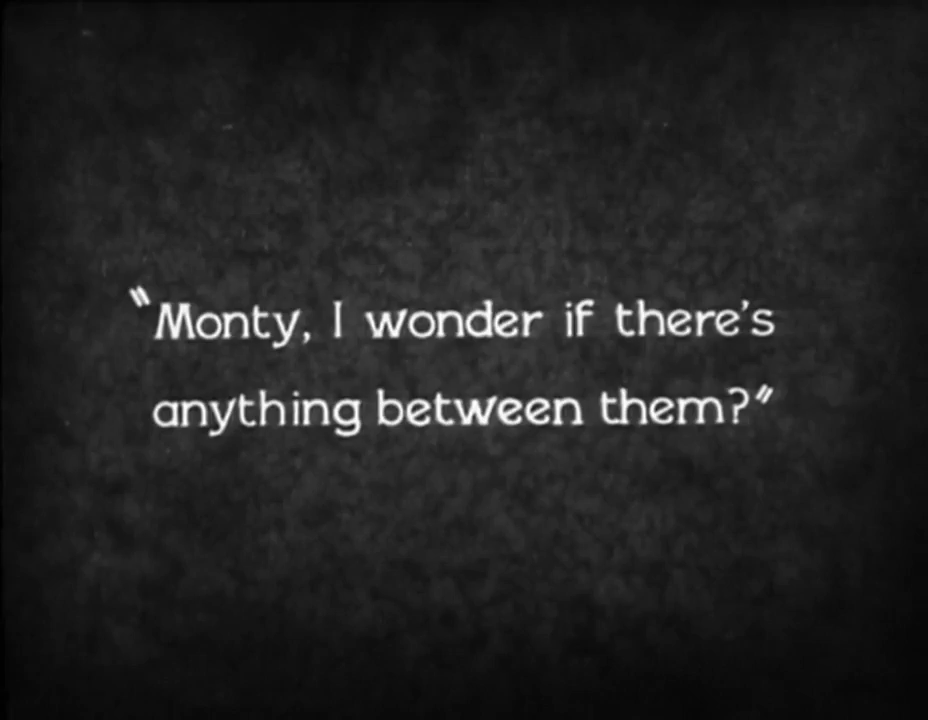 "Monty, I wonder if there's
anything between them?"